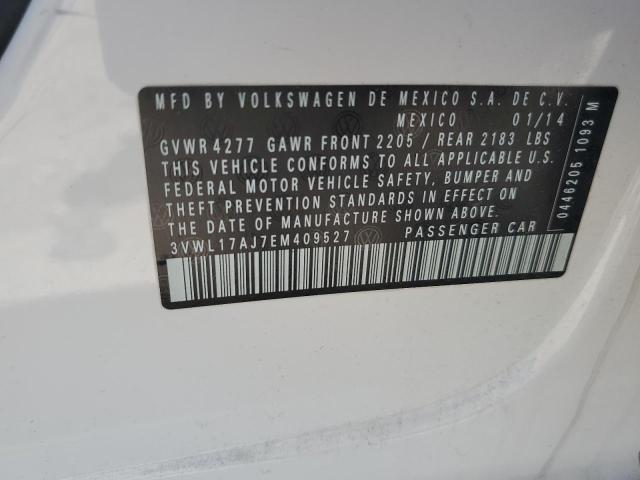 MFD BY VOLKSWAGEN DE MEXICO S.A. DE C.V.
MEXICO 01/14
GVWR 4277 GAWR FRONT 2205 / REAR 2183 LBS
THIS VEHICLE CONFORMS TO ALL APPLICABLE U.S.
FEDERAL MOTOR VEHICLE SAFETY, BUMPER AND
THEFT PREVENTION STANDARDS IN EFFECT ON
THE DATE OF MANUFACTURE SHOWN ABOVE.
3VWL17AJ7EM409527 PASSENGER CAR
0446205 1093 M